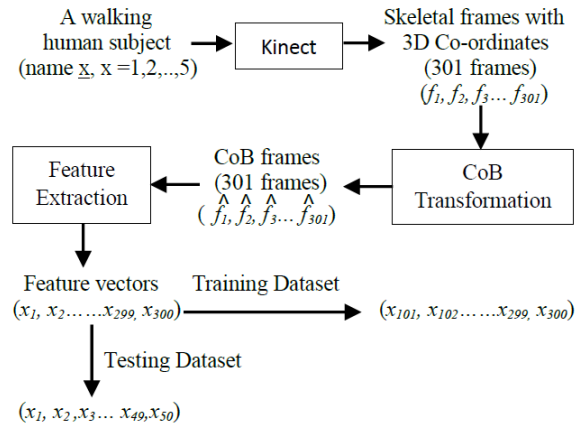 A walking
human subject
(name x, x =1,2,..,5)
Kinect
Skeletal frames with
3D Co-ordinates
(301 frames)
(f1, f2, f3... f301)
Feature
Extraction
CoB frames
(301 frames)
( f̂1, f̂2, f̂3... f̂301)
CoB
Transformation
Feature vectors
(x1, x2......x299, x300)
Training Dataset
(x101, x102......x299, x300)
Testing Dataset
(x1, x2 ,x3... x49,x50)